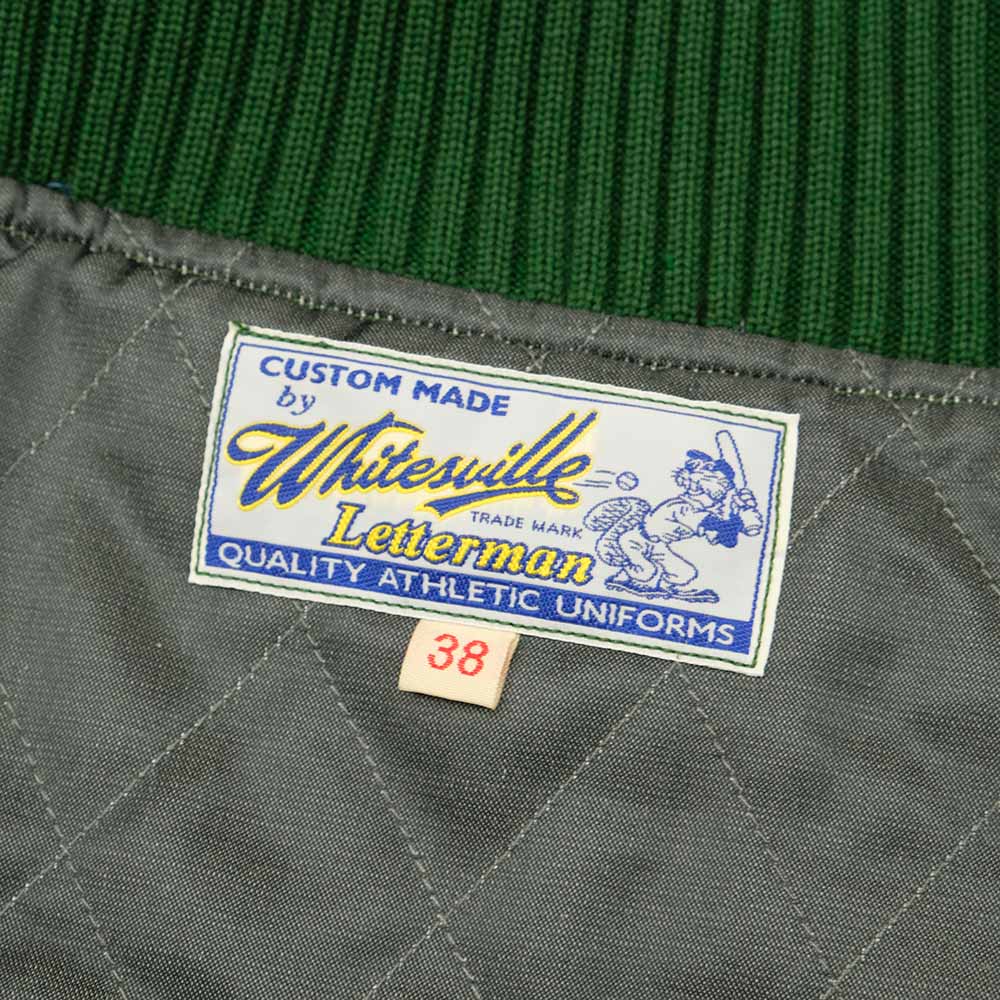 CUSTOM MADE
by
Whitesville
TRADE MARK
Letterman
QUALITY ATHLETIC UNIFORMS
38